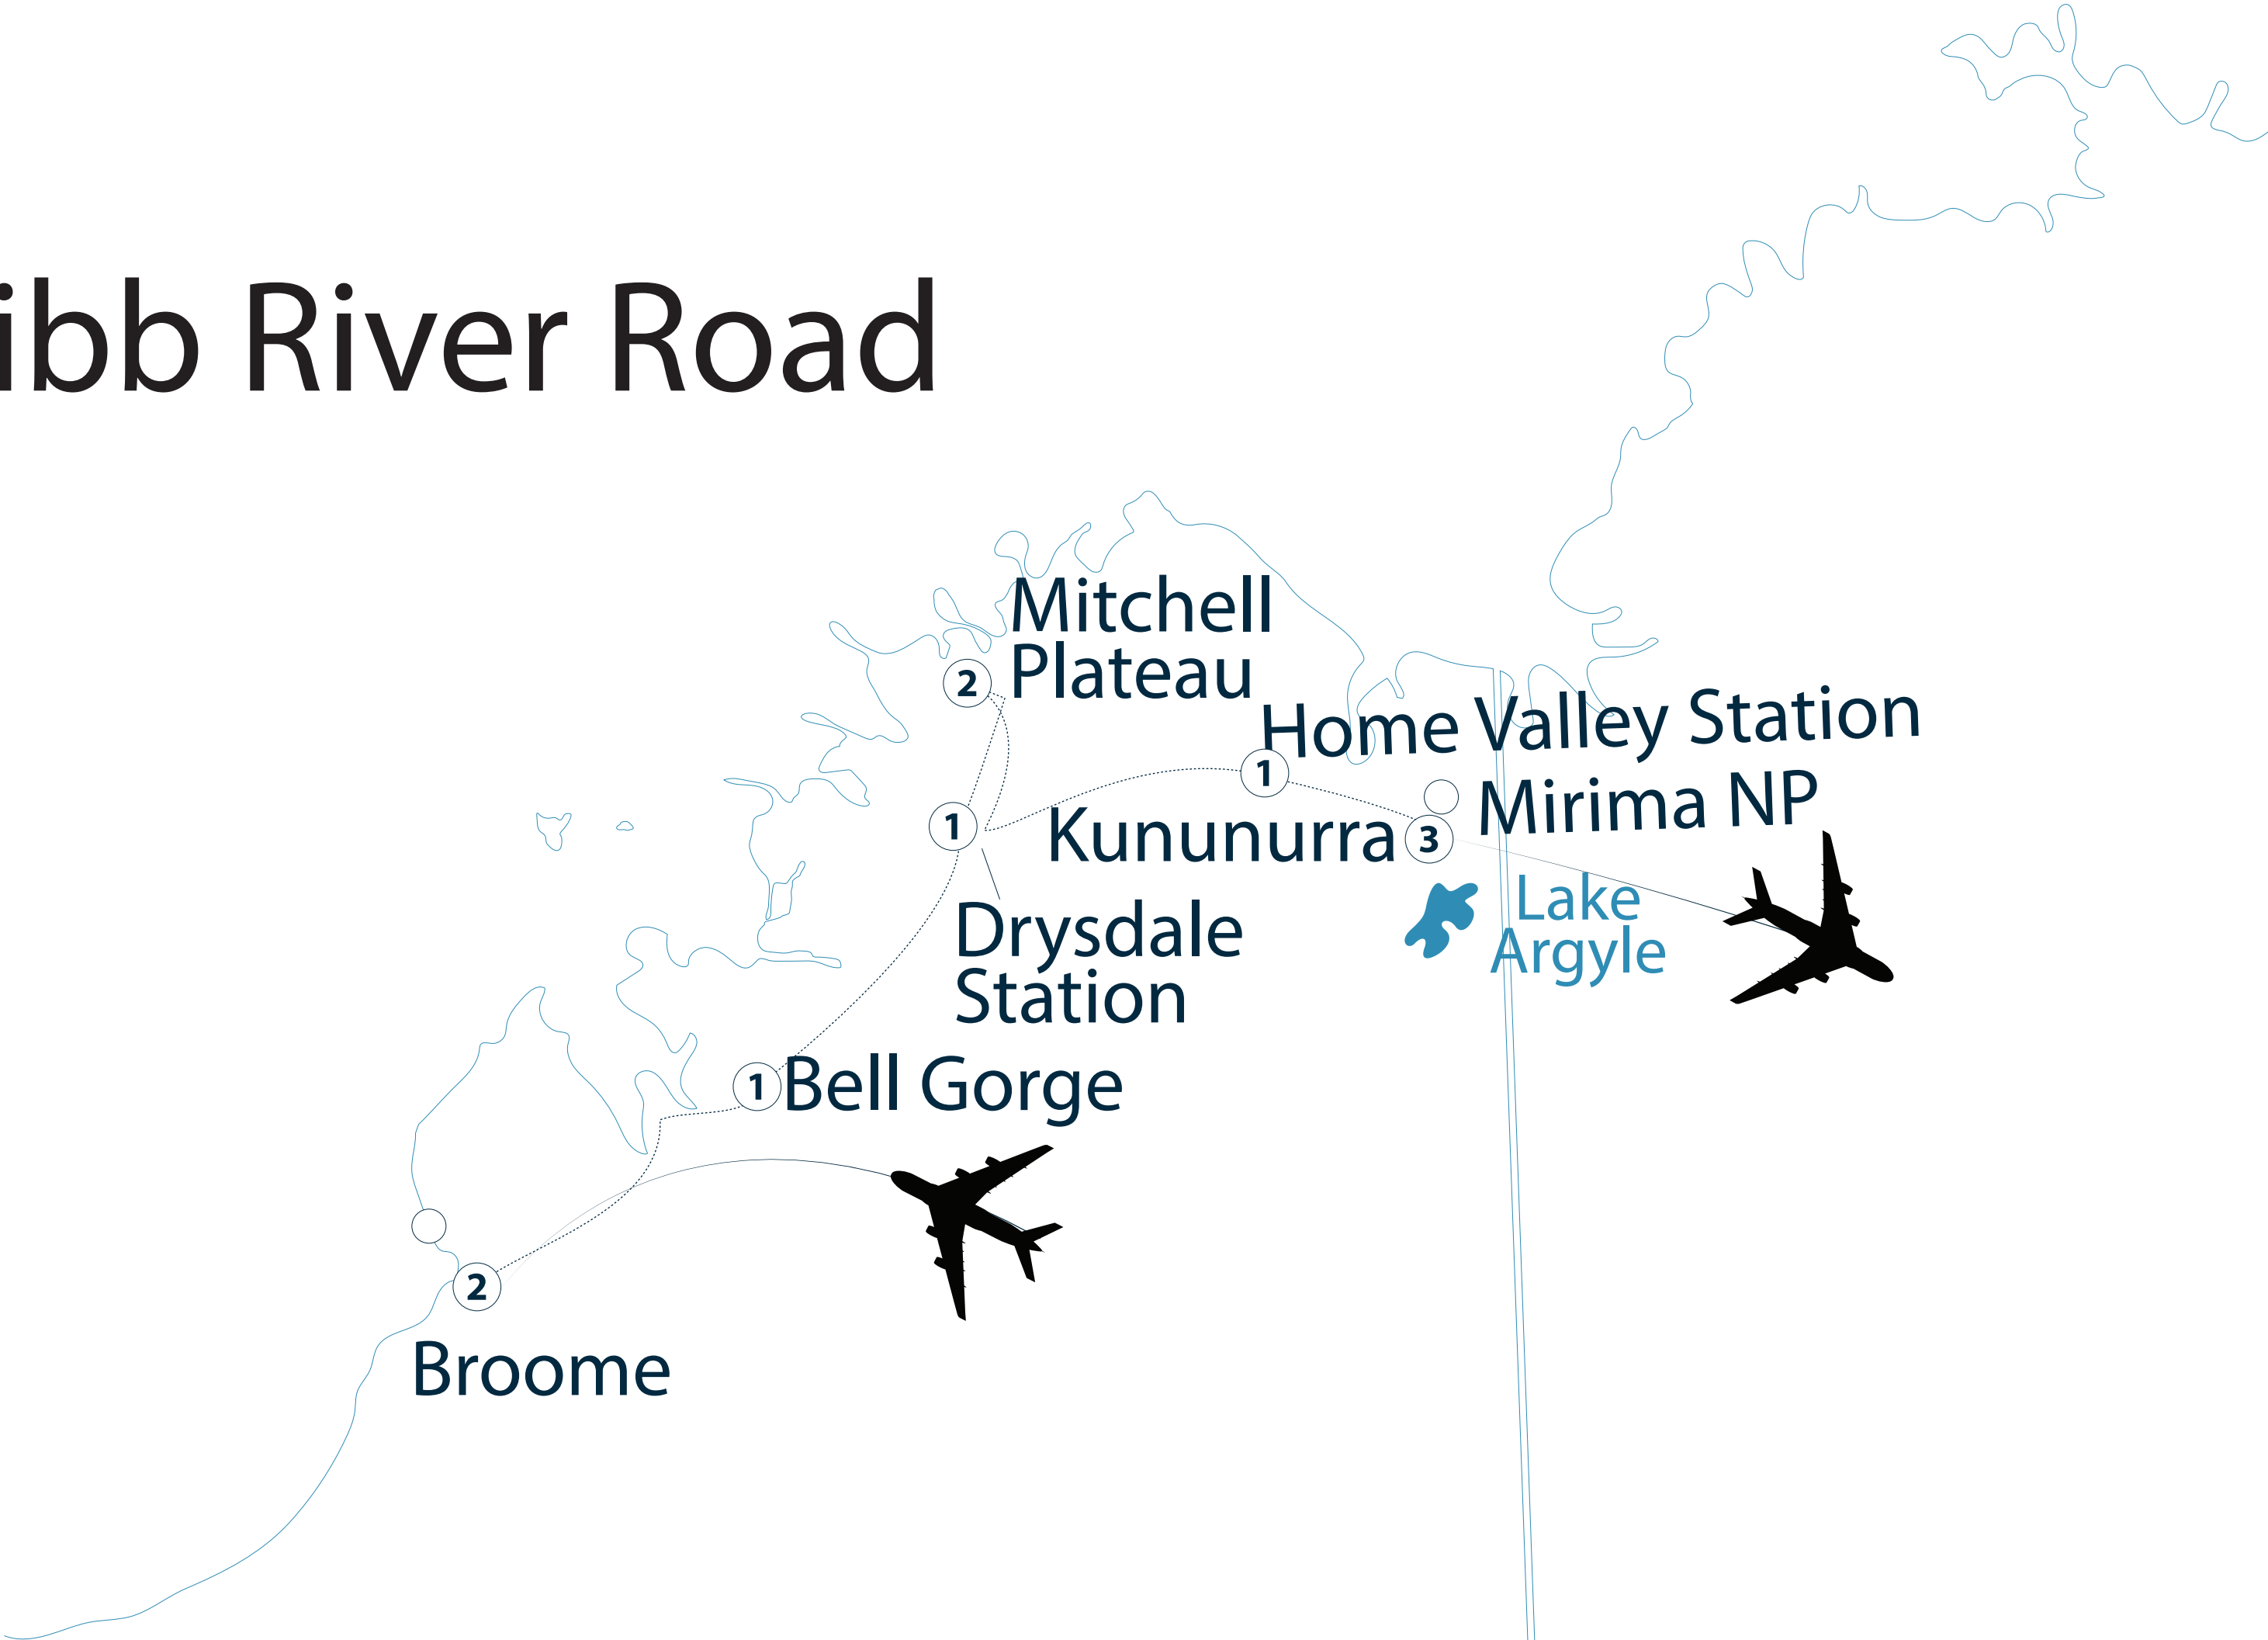 ibb River Road
Mitchell
Plateau
2
Home Valley Station
1
Mirima NP
1
Kununurra
3
Lake
Argyle
Drysdale
Station
1
Bell Gorge
2
Broome